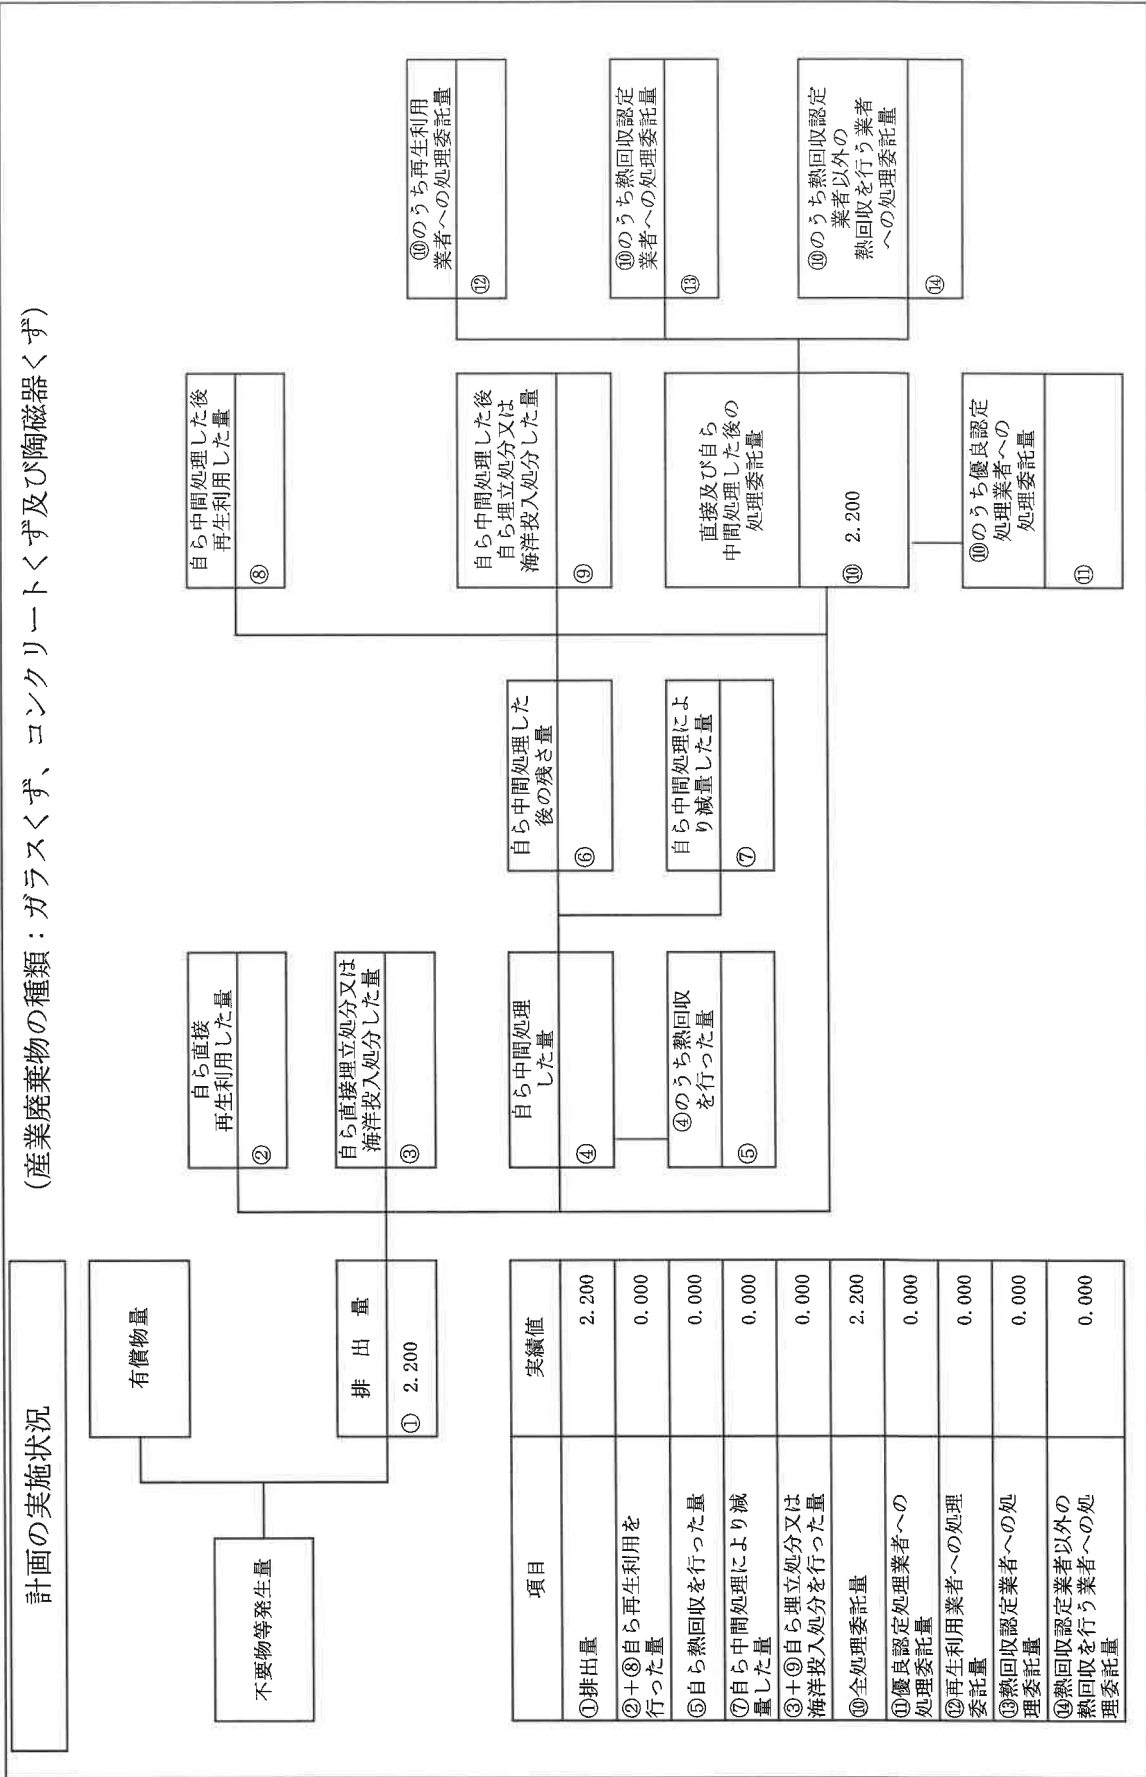 計画の実施状況
(産業廃棄物の種類：ガラスくず、コンクリートくず及び陶磁器くず)
不要物等発生量
有償物量
排 出 量
① 2.200
自ら直接
再生利用した量
②
自ら直接埋立処分又は
海洋投入処分した量
③
自ら中間処理
した量
④
④のうち熱回収
を行った量
⑤
自ら中間処理した
後の残さ量
⑥
自ら中間処理によ
り減量した量
⑦
自ら中間処理した後
再生利用した量
⑧
自ら中間処理した後
自ら埋立処分又は
海洋投入処分した量
⑨
直接及び自ら
中間処理した後の
処理委託量
⑩ 2.200
⑩のうち優良認定
処理業者への
処理委託量
⑪
⑩のうち再生利用
業者への処理委託量
⑫
⑩のうち熱回収認定
業者への処理委託量
⑬
⑩のうち熱回収認定
業者以外の
熱回収を行う業者
への処理委託量
⑭
項目 実績値
①排出量 2.200
②＋⑧自ら再生利用を
行った量 0.000
⑤自ら熱回収を行った量 0.000
⑦自ら中間処理により減
量した量 0.000
③＋⑨自ら埋立処分又は
海洋投入処分を行った量 0.000
⑩全処理委託量 2.200
⑪優良認定処理業者への
処理委託量 0.000
⑫再生利用業者への処理
委託量 0.000
⑬熱回収認定業者への処
理委託量 0.000
⑭熱回収認定業者以外の
熱回収を行う業者への処
理委託量 0.000